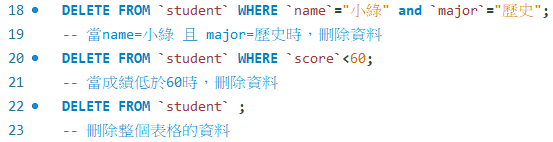 18 DELETE FROM `student` WHERE `name`="小綠" and `major`="歷史";
19 -- 當name=小綠 且 major=歷史時，刪除資料
20 DELETE FROM `student` WHERE `score`<60;
21 -- 當成績低於60時，刪除資料
22 DELETE FROM `student` ;
23 -- 刪除整個表格的資料